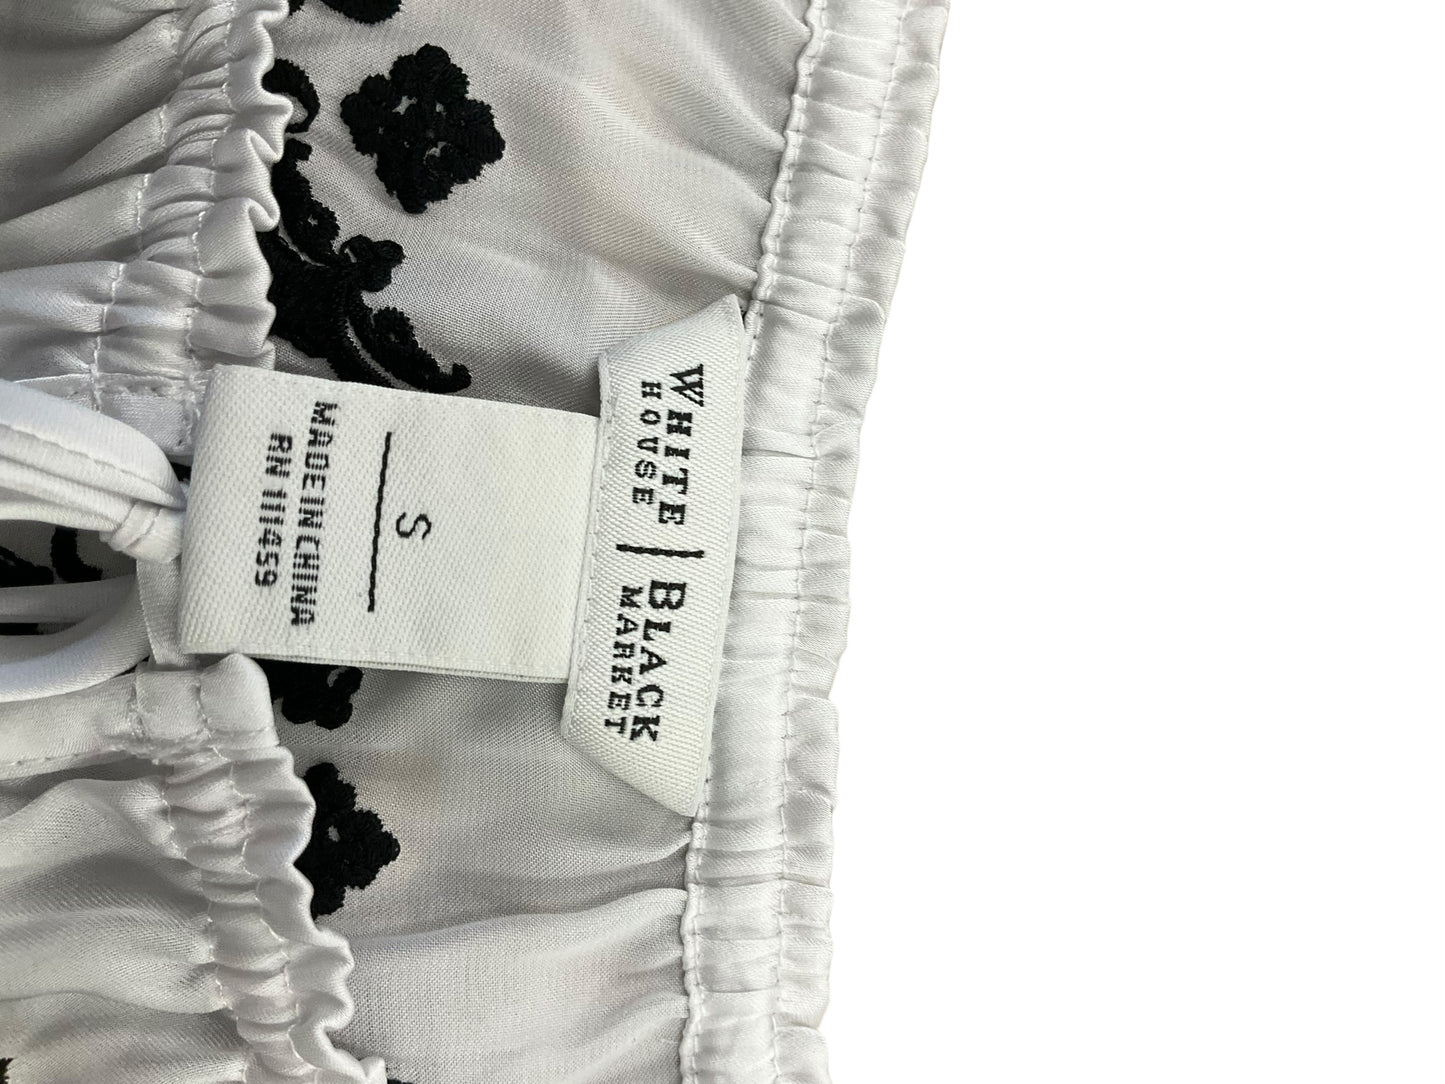 WHITE | BLACK
HOUSE | MARKET
S
MADE IN CHINA
RN 111459